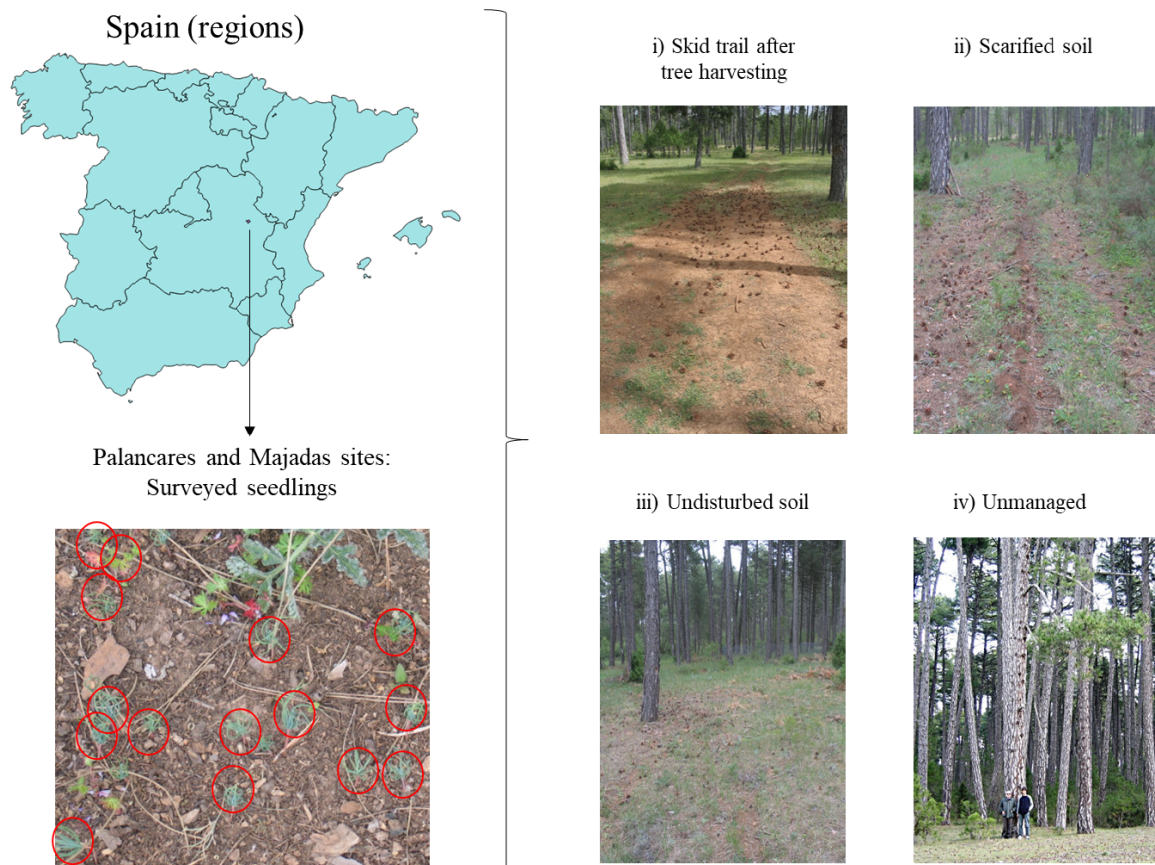 Spain (regions)
Palancares and Majadas sites:
Surveyed seedlings
i) Skid trail after
tree harvesting
ii) Scarified soil
iii) Undisturbed soil
iv) Unmanaged